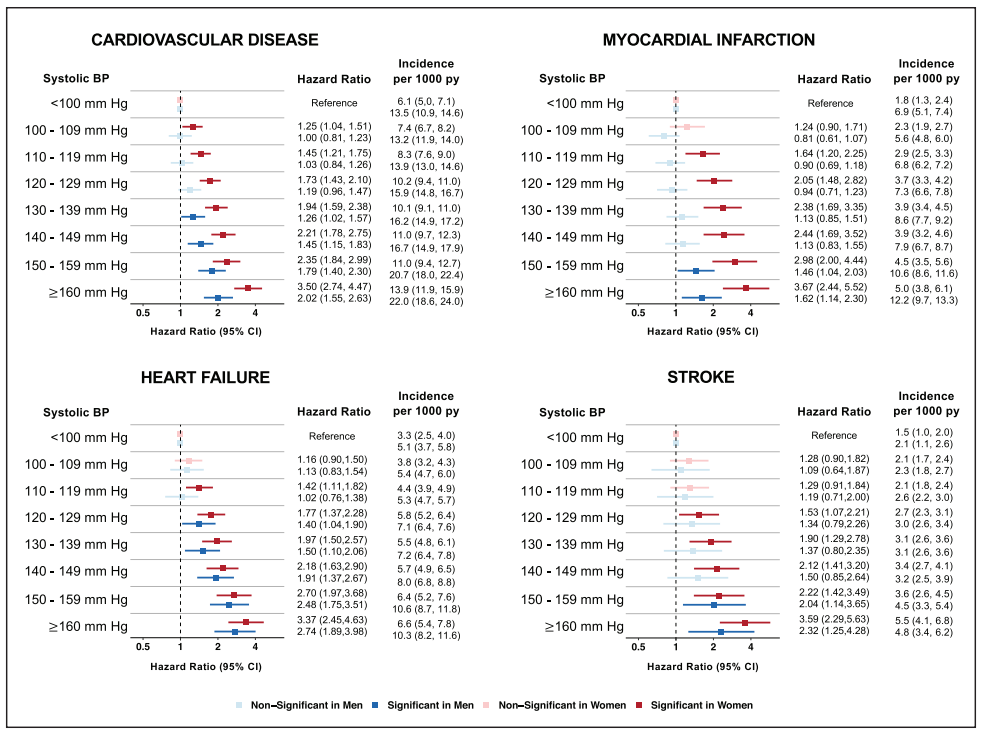 CARDIOVASCULAR DISEASE
Systolic BP Hazard Ratio Incidence per 1000 py
<100 mm Hg Reference 6.1 (5.0, 7.1)
13.5 (10.9, 14.6)
100 - 109 mm Hg 1.25 (1.04, 1.51) 7.4 (6.7, 8.2)
1.00 (0.81, 1.23) 13.2 (11.9, 14.0)
110 - 119 mm Hg 1.45 (1.21, 1.75) 8.3 (7.6, 9.0)
1.03 (0.84, 1.26) 13.9 (13.0, 14.6)
120 - 129 mm Hg 1.73 (1.43, 2.10) 10.2 (9.4, 11.0)
1.19 (0.96, 1.47) 15.9 (14.8, 16.7)
130 - 139 mm Hg 1.94 (1.59, 2.38) 10.1 (9.1, 11.0)
1.26 (1.02, 1.57) 16.2 (14.9, 17.2)
140 - 149 mm Hg 2.21 (1.78, 2.75) 11.0 (9.7, 12.3)
1.45 (1.15, 1.83) 16.7 (14.9, 17.9)
150 - 159 mm Hg 2.35 (1.84, 2.99) 11.0 (9.4, 12.7)
1.79 (1.40, 2.30) 20.7 (18.0, 22.4)
≥160 mm Hg 3.50 (2.74, 4.47) 13.9 (11.9, 15.9)
2.02 (1.55, 2.63) 22.0 (18.6, 24.0)
0.5 1 2 4
Hazard Ratio (95% CI)
MYOCARDIAL INFARCTION
Systolic BP Hazard Ratio Incidence per 1000 py
<100 mm Hg Reference 1.8 (1.3, 2.4)
6.9 (5.1, 7.4)
100 - 109 mm Hg 1.24 (0.90, 1.71) 2.3 (1.9, 2.7)
0.81 (0.61, 1.07) 5.6 (4.8, 6.0)
110 - 119 mm Hg 1.64 (1.20, 2.25) 2.9 (2.5, 3.3)
0.90 (0.69, 1.18) 6.8 (6.2, 7.2)
120 - 129 mm Hg 2.05 (1.48, 2.82) 3.7 (3.3, 4.2)
0.94 (0.71, 1.23) 7.3 (6.6, 7.8)
130 - 139 mm Hg 2.38 (1.69, 3.35) 3.9 (3.4, 4.5)
1.13 (0.85, 1.51) 8.6 (7.7, 9.2)
140 - 149 mm Hg 2.44 (1.69, 3.52) 3.9 (3.2, 4.6)
1.13 (0.83, 1.55) 7.9 (6.7, 8.7)
150 - 159 mm Hg 2.98 (2.00, 4.44) 4.5 (3.5, 5.6)
1.46 (1.04, 2.03) 10.6 (8.6, 11.6)
≥160 mm Hg 3.67 (2.44, 5.52) 5.0 (3.8, 6.1)
1.62 (1.14, 2.30) 12.2 (9.7, 13.3)
0.5 1 2 4
Hazard Ratio (95% CI)
HEART FAILURE
Systolic BP Hazard Ratio Incidence per 1000 py
<100 mm Hg Reference 3.3 (2.5, 4.0)
5.1 (3.7, 5.8)
100 - 109 mm Hg 1.16 (0.90,1.50) 3.8 (3.2, 4.3)
1.13 (0.83,1.54) 5.4 (4.7, 6.0)
110 - 119 mm Hg 1.42 (1.11,1.82) 4.4 (3.9, 4.9)
1.02 (0.76,1.38) 5.3 (4.7, 5.7)
120 - 129 mm Hg 1.77 (1.37,2.28) 5.8 (5.2, 6.4)
1.40 (1.04,1.90) 7.1 (6.4, 7.6)
130 - 139 mm Hg 1.97 (1.50,2.57) 5.5 (4.8, 6.1)
1.50 (1.10,2.06) 7.2 (6.4, 7.8)
140 - 149 mm Hg 2.18 (1.63,2.90) 5.7 (4.9, 6.5)
1.91 (1.37,2.67) 8.0 (6.8, 8.8)
150 - 159 mm Hg 2.70 (1.97,3.68) 6.4 (5.2, 7.6)
2.48 (1.75,3.51) 10.6 (8.7, 11.8)
≥160 mm Hg 3.37 (2.45,4.63) 6.6 (5.4, 7.8)
2.74 (1.89,3.98) 10.3 (8.2, 11.6)
0.5 1 2 4
Hazard Ratio (95% CI)
STROKE
Systolic BP Hazard Ratio Incidence per 1000 py
<100 mm Hg Reference 1.5 (1.0, 2.0)
2.1 (1.1, 2.6)
100 - 109 mm Hg 1.28 (0.90,1.82) 2.1 (1.7, 2.4)
1.09 (0.64,1.87) 2.3 (1.8, 2.7)
110 - 119 mm Hg 1.29 (0.91,1.84) 2.1 (1.8, 2.4)
1.19 (0.71,2.00) 2.6 (2.2, 3.0)
120 - 129 mm Hg 1.53 (1.07,2.21) 2.7 (2.3, 3.1)
1.34 (0.79,2.26) 3.0 (2.6, 3.4)
130 - 139 mm Hg 1.90 (1.29,2.78) 3.1 (2.6, 3.6)
1.37 (0.80,2.35) 3.1 (2.6, 3.6)
140 - 149 mm Hg 2.12 (1.41,3.20) 3.4 (2.7, 4.1)
1.50 (0.85,2.64) 3.2 (2.5, 3.9)
150 - 159 mm Hg 2.22 (1.42,3.49) 3.6 (2.6, 4.5)
2.04 (1.14,3.65) 4.5 (3.3, 5.4)
≥160 mm Hg 3.59 (2.29,5.63) 5.5 (4.1, 6.8)
2.32 (1.25,4.28) 4.8 (3.4, 6.2)
0.5 1 2 4
Hazard Ratio (95% CI)
Non–Significant in Men Significant in Men Non–Significant in Women Significant in Women